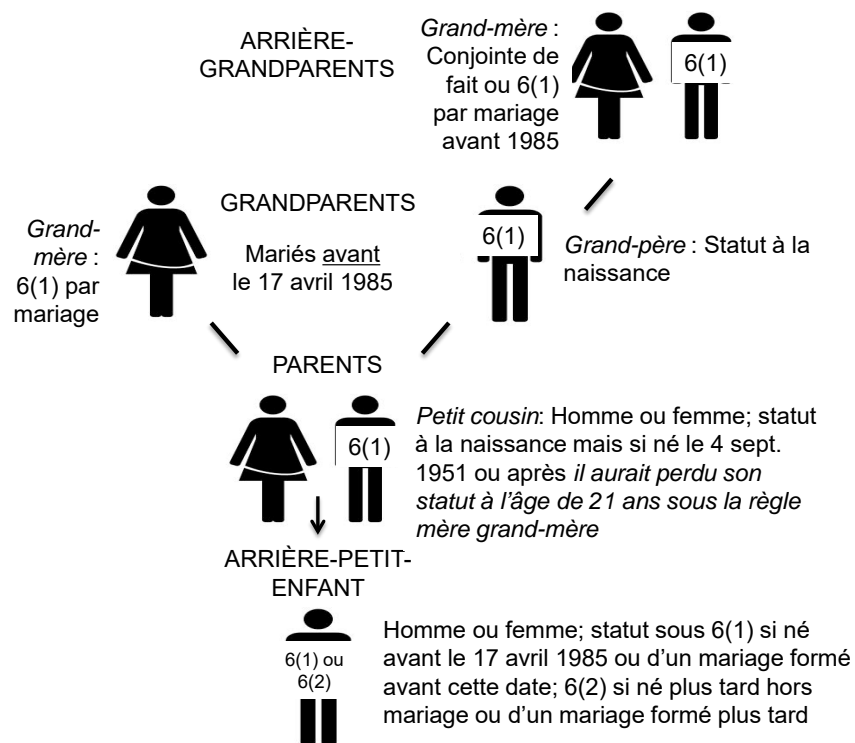 ARRIÈRE-
GRANDPARENTS
Grand-mère :
Conjointe de
fait ou 6(1)
par mariage
avant 1985
6(1)
Grand-
mère :
6(1) par
mariage
GRANDPARENTS
Mariés avant
le 17 avril 1985
6(1)
Grand-père : Statut à la
naissance
PARENTS
6(1)
Petit cousin: Homme ou femme; statut
à la naissance mais si né le 4 sept.
1951 ou après il aurait perdu son
statut à l’âge de 21 ans sous la règle
mère grand-mère
ARRIÈRE-PETIT-
ENFANT
6(1) ou
6(2)
Homme ou femme; statut sous 6(1) si né
avant le 17 avril 1985 ou d’un mariage formé
avant cette date; 6(2) si né plus tard hors
mariage ou d’un mariage formé plus tard